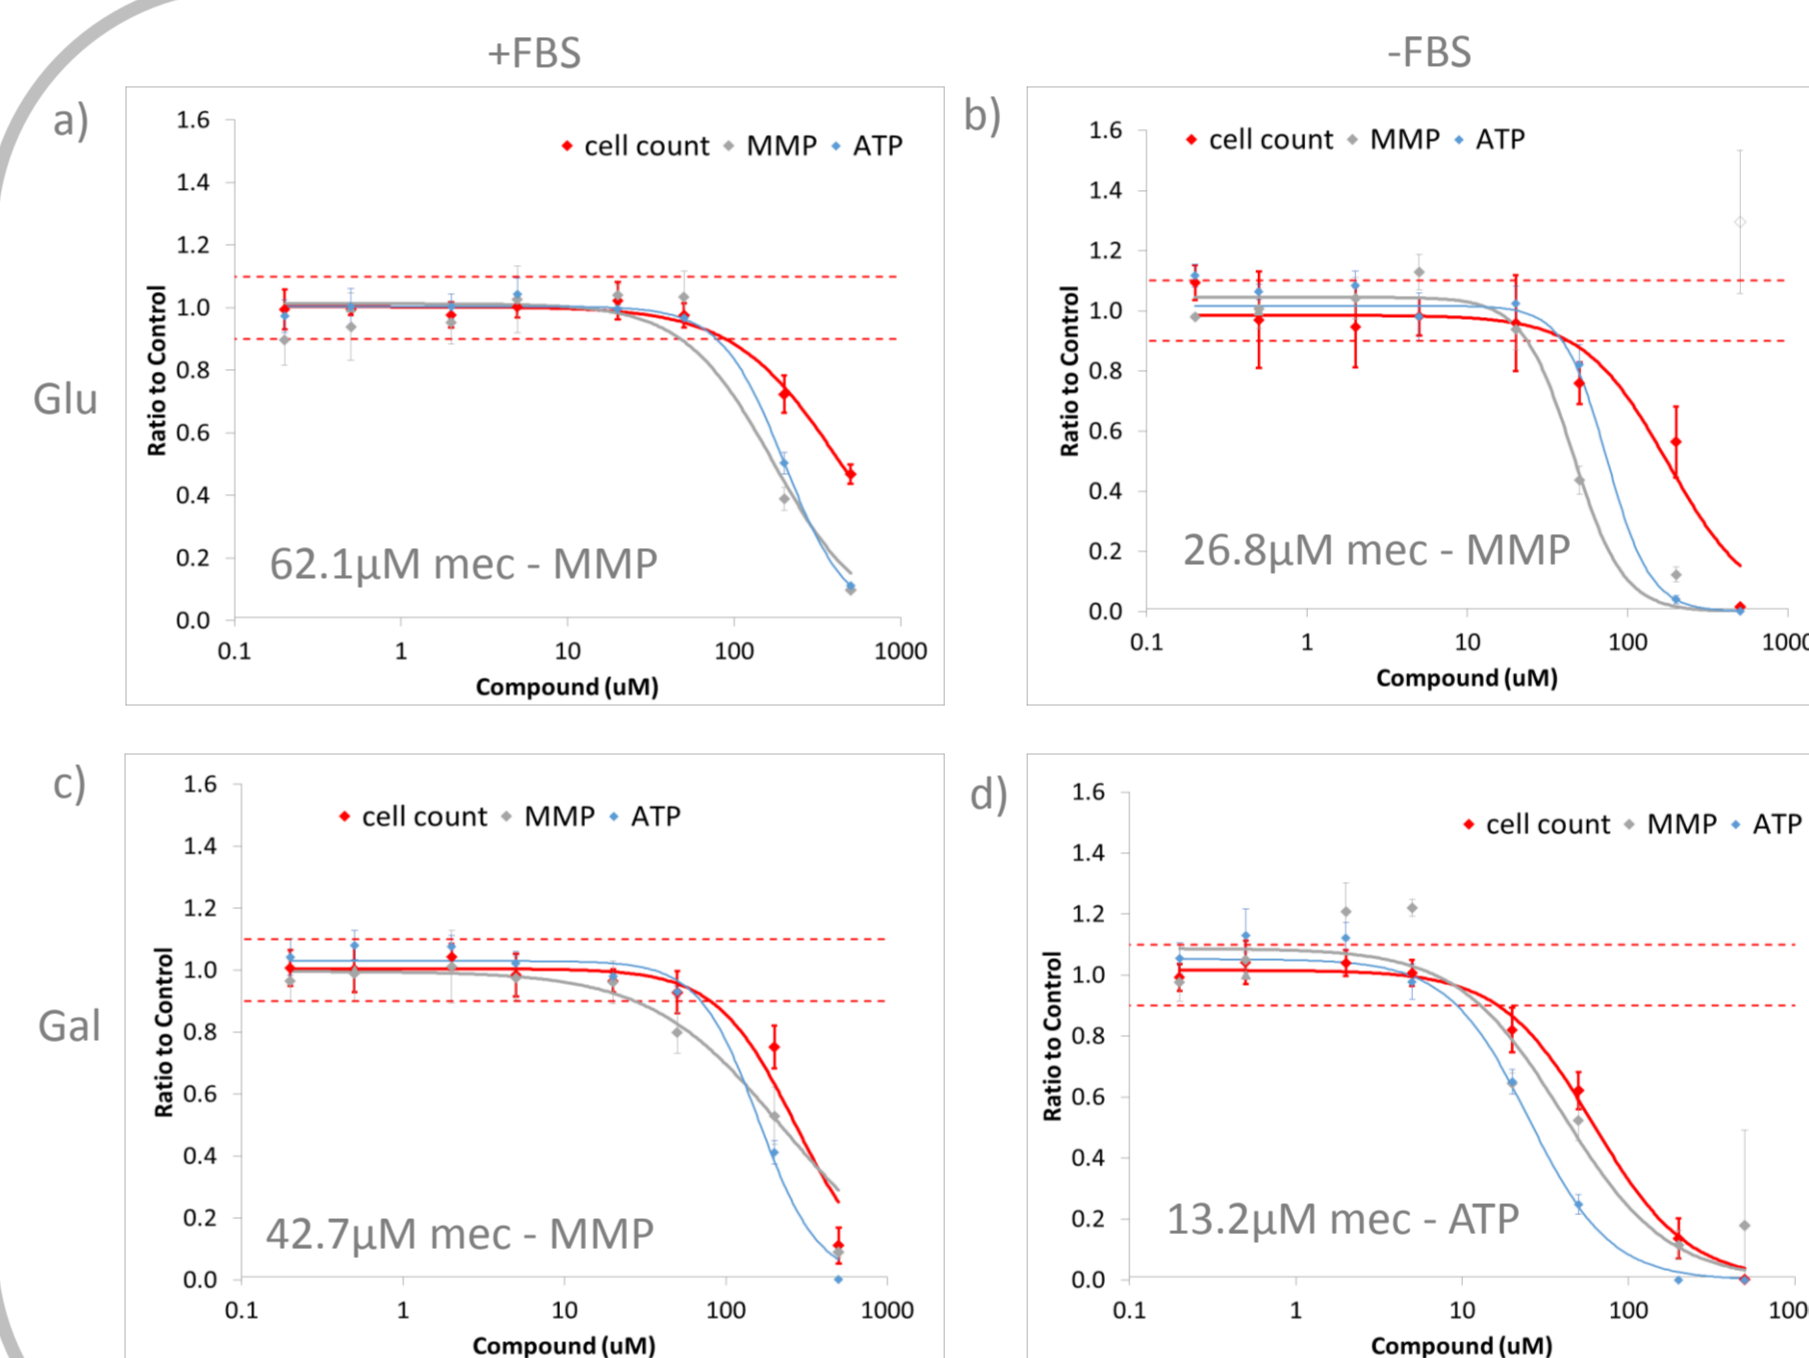 +FBS
-FBS
a)
1.6
1.4
1.2
1.0
0.8
0.6
0.4
0.2
0.0
cell count MMP ATP
Ratio to Control
62.1µM mec - MMP
0.1 1 10 100 1000
Compound (uM)
b)
1.6
1.4
1.2
1.0
0.8
0.6
0.4
0.2
0.0
cell count MMP ATP
Ratio to Control
26.8µM mec - MMP
0.1 1 10 100 1000
Compound (uM)
Glu
c)
1.6
1.4
1.2
1.0
0.8
0.6
0.4
0.2
0.0
cell count MMP ATP
Ratio to Control
42.7µM mec - MMP
0.1 1 10 100 1000
Compound (uM)
d)
1.6
1.4
1.2
1.0
0.8
0.6
0.4
0.2
0.0
cell count MMP ATP
Ratio to Control
13.2µM mec - ATP
0.1 1 10 100 100
Compound (uM)
Gal